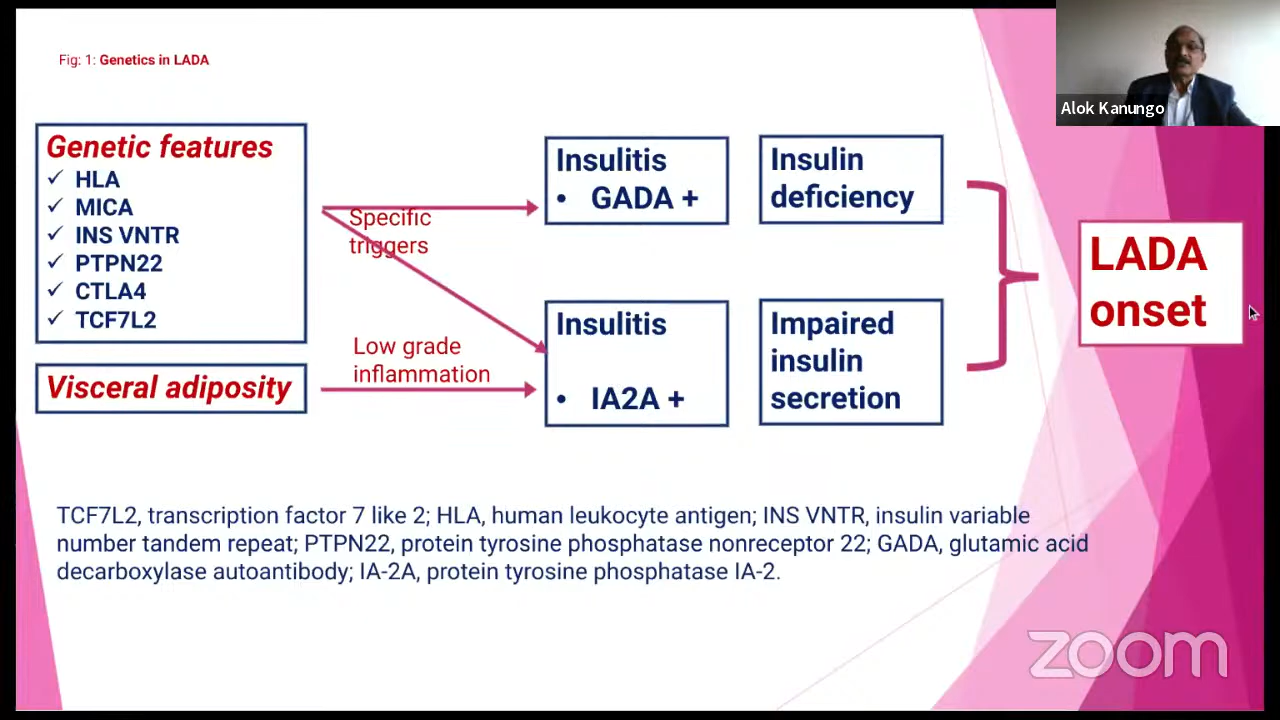 Fig: 1: Genetics in LADA
Alok Kanungo
Genetic features
✓ HLA
✓ MICA
✓ INS VNTR
✓ PTPN22
✓ CTLA4
✓ TCF7L2
Visceral adiposity
Specific
triggers
Low grade
inflammation
Insulitis
• GADA +
Insulin
deficiency
Insulitis
• IA2A +
Impaired
insulin
secretion
LADA
onset
TCF7L2, transcription factor 7 like 2; HLA, human leukocyte antigen; INS VNTR, insulin variable
number tandem repeat; PTPN22, protein tyrosine phosphatase nonreceptor 22; GADA, glutamic acid
decarboxylase autoantibody; IA-2A, protein tyrosine phosphatase IA-2.
zoom